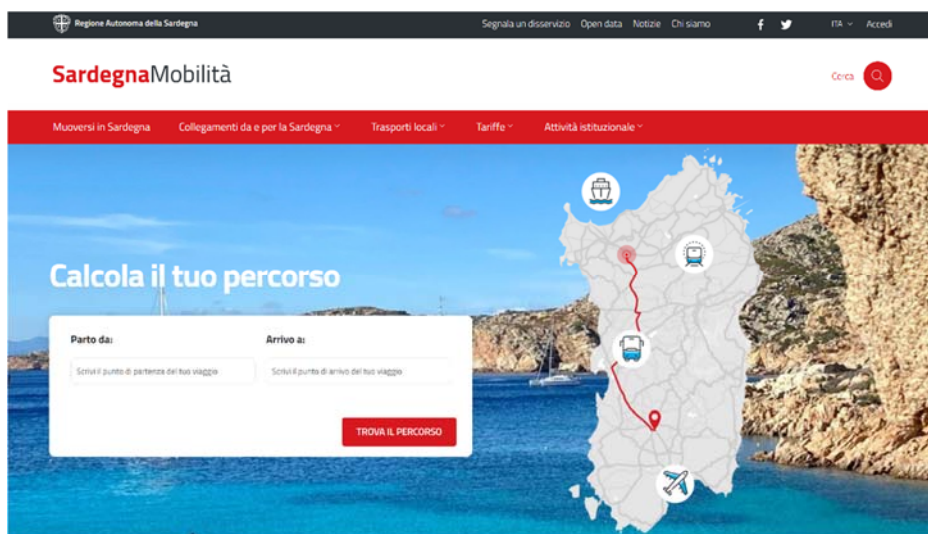 Regione Autonoma della Sardegna
Segnala un disservizio Open data Notizie Chi siamo ITA Accedi
SardegnaMobilità
Cerca
Muoversi in Sardegna Collegamenti da e per la Sardegna Trasporti locali Tariffe Attività istituzionale
Calcola il tuo percorso
Parto da: Arrivo a:
Scrivi il punto di partenza del tuo viaggio Scrivi il punto di arrivo del tuo viaggio
TROVA IL PERCORSO